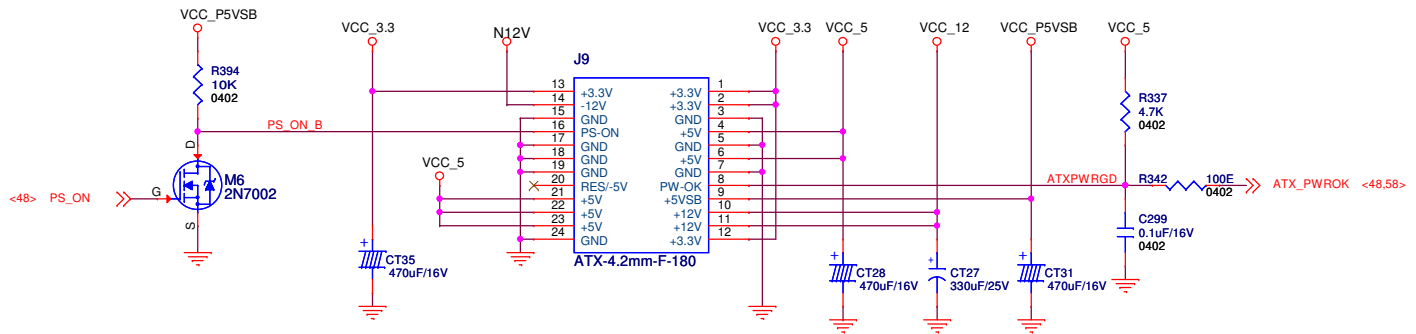 VCC_P5VSB
R394
10K
0402
PS_ON_B
D
G
S
M6
2N7002
<48> PS_ON
VCC_3.3
CT35
470uF/16V
VCC_5
N12V
J9
13 +3.3V
14 -12V
15 GND
16 PS-ON
17 GND
18 GND
19 GND
20 RES/-5V
21 +5V
22 +5V
23 +5V
24 GND
+3.3V 1
+3.3V 2
GND 3
+5V 4
GND 5
+5V 6
GND 7
PW-OK 8
+5VSB 9
+12V 10
+12V 11
+3.3V 12
ATX-4.2mm-F-180
VCC_3.3
VCC_5
VCC_12
VCC_P5VSB
VCC_5
CT28
470uF/16V
CT27
330uF/25V
CT31
470uF/16V
R337
4.7K
0402
ATXPWRGD
R342
100E
0402
ATX_PWROK <48,58>
C299
0.1uF/16V
0402